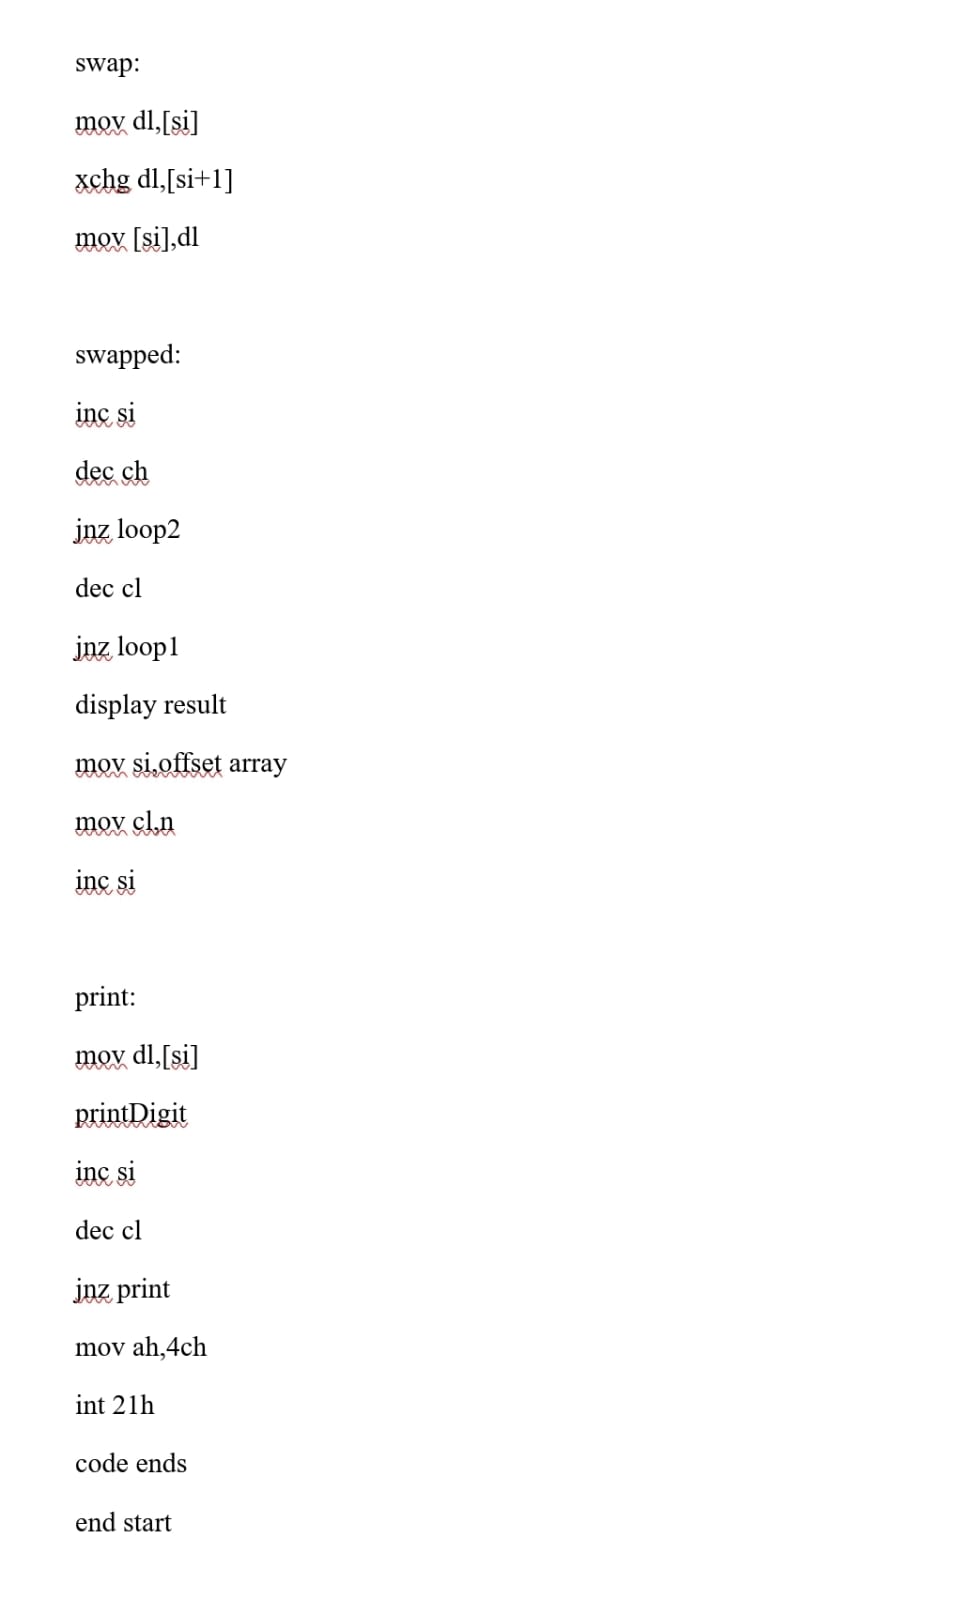 swap:
mov dl,[si]
xchg dl,[si+1]
mov [si],dl
swapped:
inc si
dec ch
jnz loop2
dec cl
jnz loop1
display result
mov si,offset array
mov cl,n
inc si
print:
mov dl,[si]
printDigit
inc si
dec cl
jnz print
mov ah,4ch
int 21h
code ends
end start